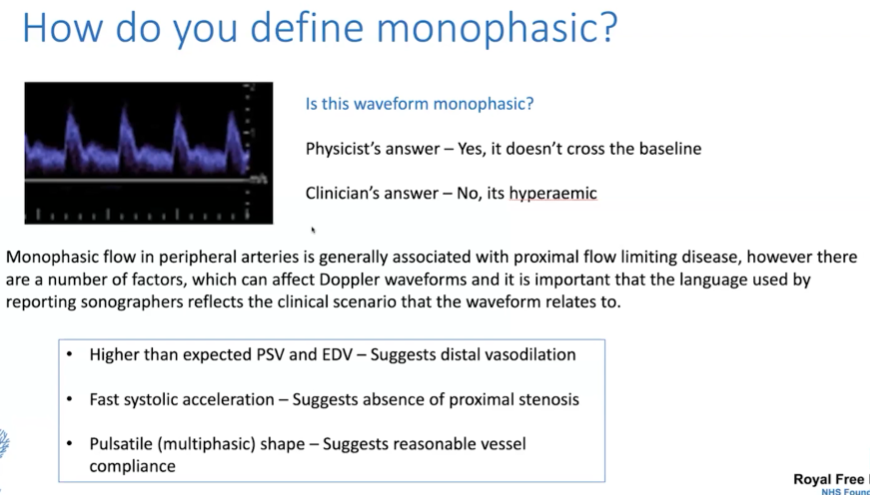 How do you define monophasic?
Is this waveform monophasic?
Physicist's answer – Yes, it doesn't cross the baseline
Clinician's answer – No, its hyperaemic
Monophasic flow in peripheral arteries is generally associated with proximal flow limiting disease, however there
are a number of factors, which can affect Doppler waveforms and it is important that the language used by
reporting sonographers reflects the clinical scenario that the waveform relates to.
• Higher than expected PSV and EDV – Suggests distal vasodilation
• Fast systolic acceleration – Suggests absence of proximal stenosis
• Pulsatile (multiphasic) shape – Suggests reasonable vessel
compliance
Royal Free
NHS Found